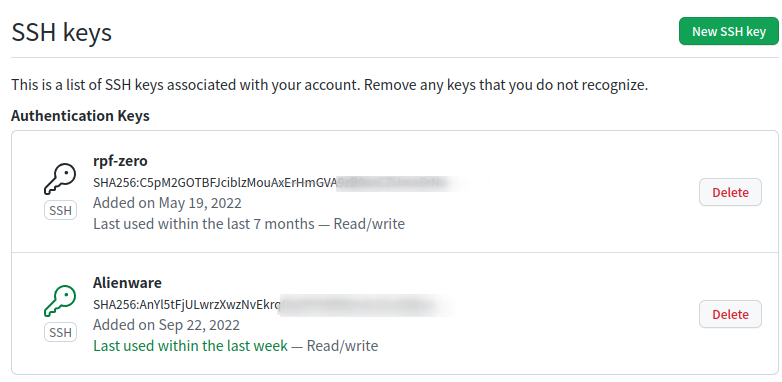 SSH keys
New SSH key
This is a list of SSH keys associated with your account. Remove any keys that you do not recognize.
Authentication Keys
rpf-zero
SHA256:C5pM2GOTBFJciblzMouAxErHmGVA
Added on May 19, 2022
Last used within the last 7 months — Read/write
SSH
Delete
Alienware
SHA256:AnYl5tFjULwrzXwzNvEkrq
Added on Sep 22, 2022
Last used within the last week — Read/write
SSH
Delete